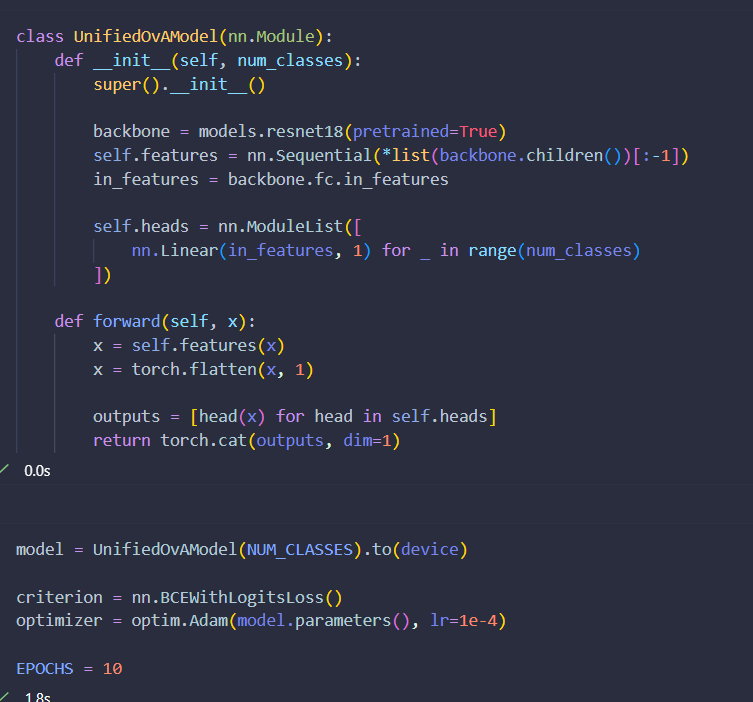 class UnifiedOvAModel(nn.Module):
    def __init__(self, num_classes):
        super().__init__()
        backbone = models.resnet18(pretrained=True)
        self.features = nn.Sequential(*list(backbone.children())[:-1])
        in_features = backbone.fc.in_features
        self.heads = nn.ModuleList([
            nn.Linear(in_features, 1) for _ in range(num_classes)
        ])
    def forward(self, x):
        x = self.features(x)
        x = torch.flatten(x, 1)
        outputs = [head(x) for head in self.heads]
        return torch.cat(outputs, dim=1)
0.0s
model = UnifiedOvAModel(NUM_CLASSES).to(device)
criterion = nn.BCEWithLogitsLoss()
optimizer = optim.Adam(model.parameters(), lr=1e-4)
EPOCHS = 10
1.8s